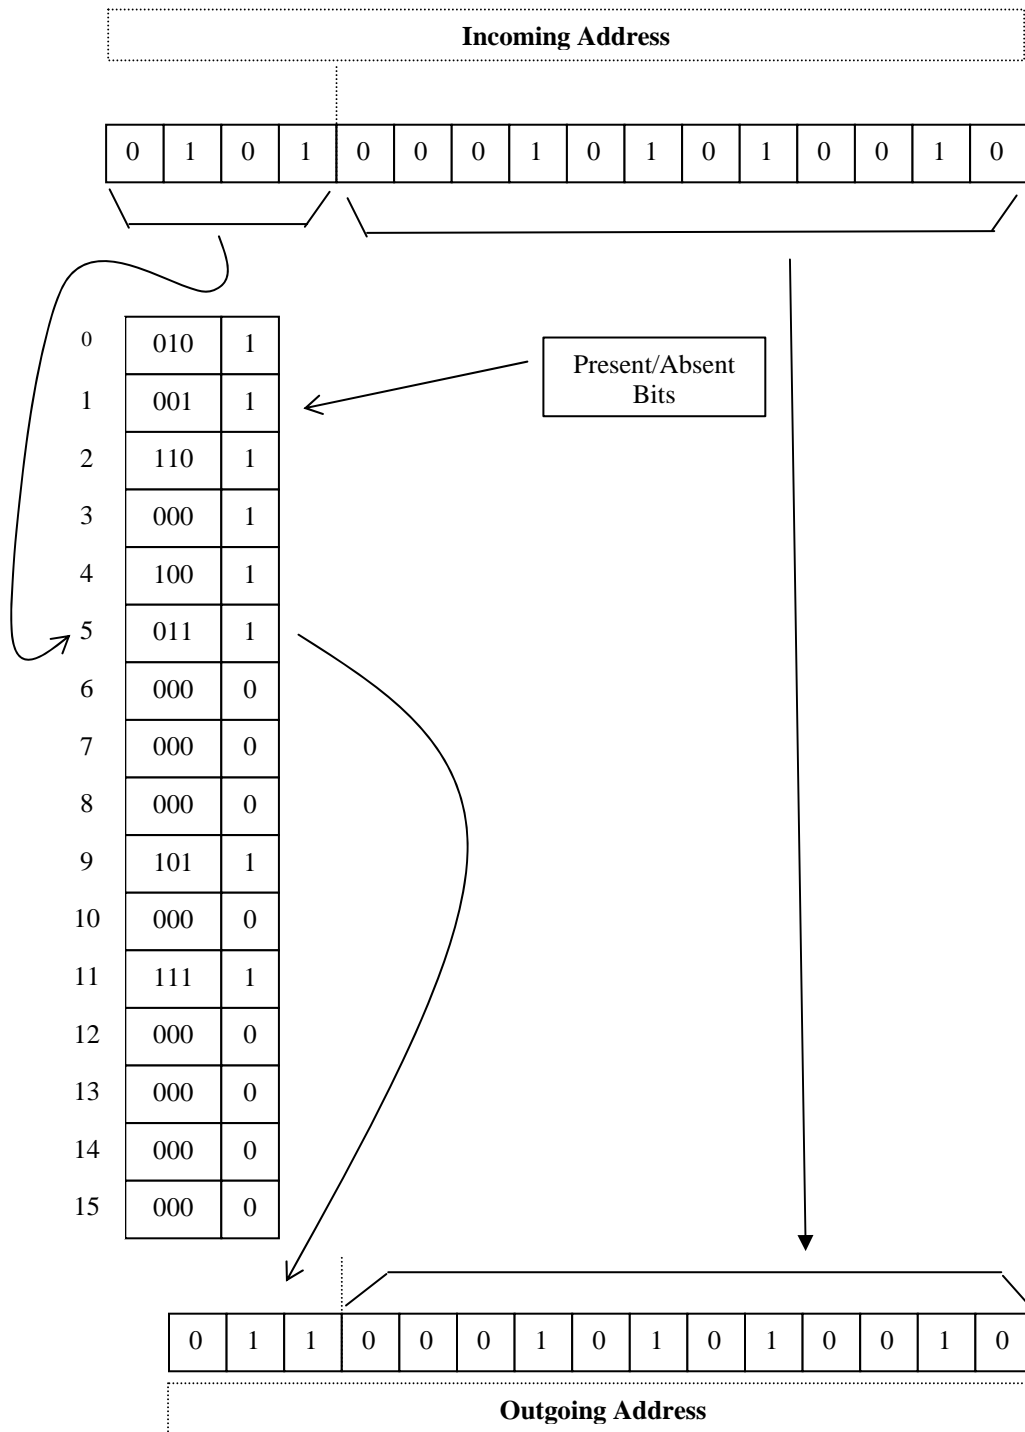 Incoming Address
0 1 0 1 0 0 0 1 0 1 0 1 0 0 1 0
0 010 1
Present/Absent
Bits
1 001 1
2 110 1
3 000 1
4 100 1
5 011 1
6 000 0
7 000 0
8 000 0
9 101 1
10 000 0
11 111 1
12 000 0
13 000 0
14 000 0
15 000 0
0 1 1 0 0 0 1 0 1 0 1 0 0 1 0
Outgoing Address